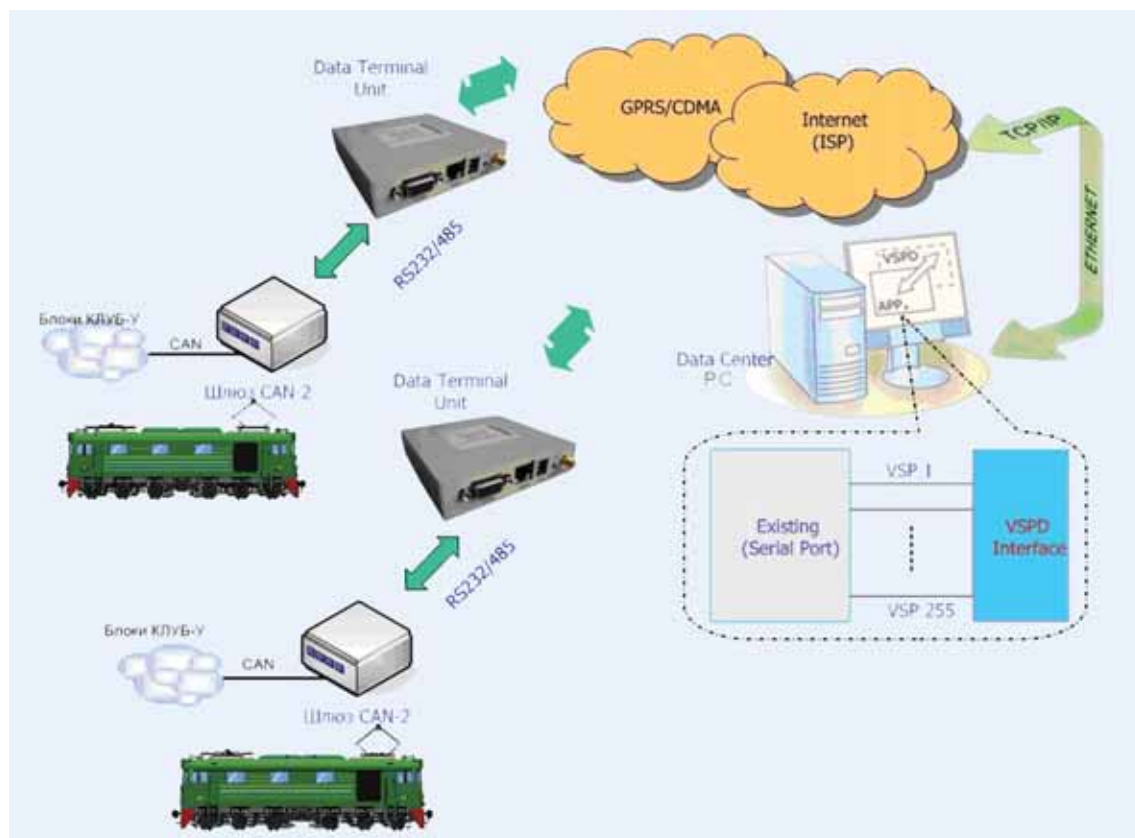 Data Terminal
Unit
GPRS/CDMA
Internet
(ISP)
TCP/IP
ETHERNET
RS232/485
VSPD
APP
Блоки КЛУБ-У
CAN
Шлюз CAN-2
Data Center
PC
Data Terminal
Unit
RS232/485
VSP 1
Existing
(Serial Port)
VSPD
Interface
VSP 255
Блоки КЛУБ-У
CAN
Шлюз CAN-2